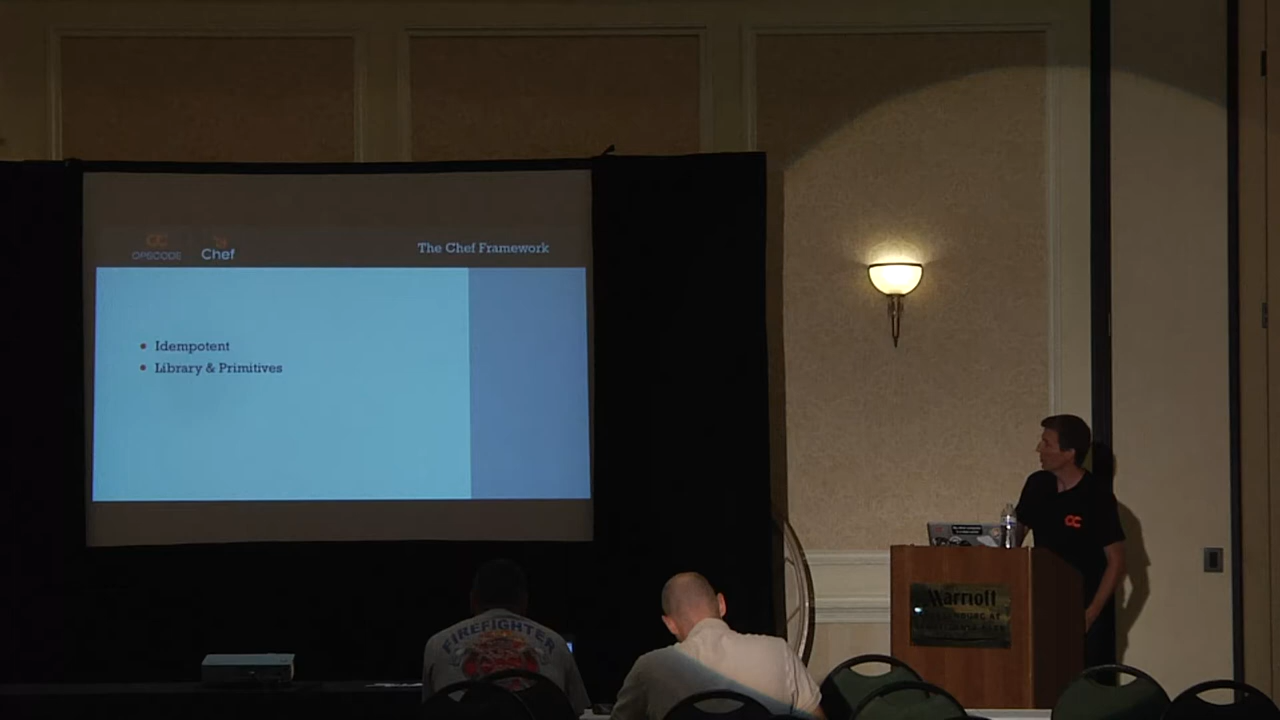 OPSCODE
Chef
The Chef Framework
Idempotent
Library & Primitives
FIREFIGHTER
Marriott